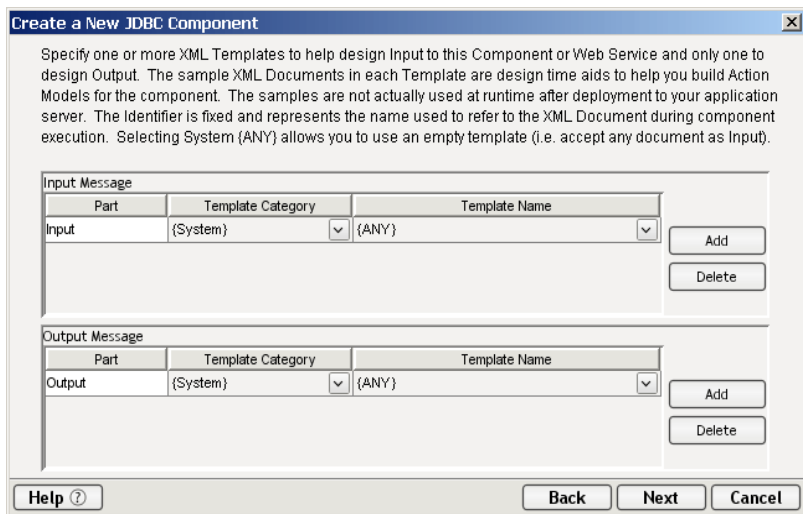 Create a New JDBC Component
Specify one or more XML Templates to help design Input to this Component or Web Service and only one to
design Output. The sample XML Documents in each Template are design time aids to help you build Action
Models for the component. The samples are not actually used at runtime after deployment to your application
server. The Identifier is fixed and represents the name used to refer to the XML Document during component
execution. Selecting System {ANY} allows you to use an empty template (i.e. accept any document as Input).
Input Message
Part Template Category Template Name
Input {System} {ANY}
Add
Delete
Output Message
Part Template Category Template Name
Output {System} {ANY}
Add
Delete
Help ? Back Next Cancel